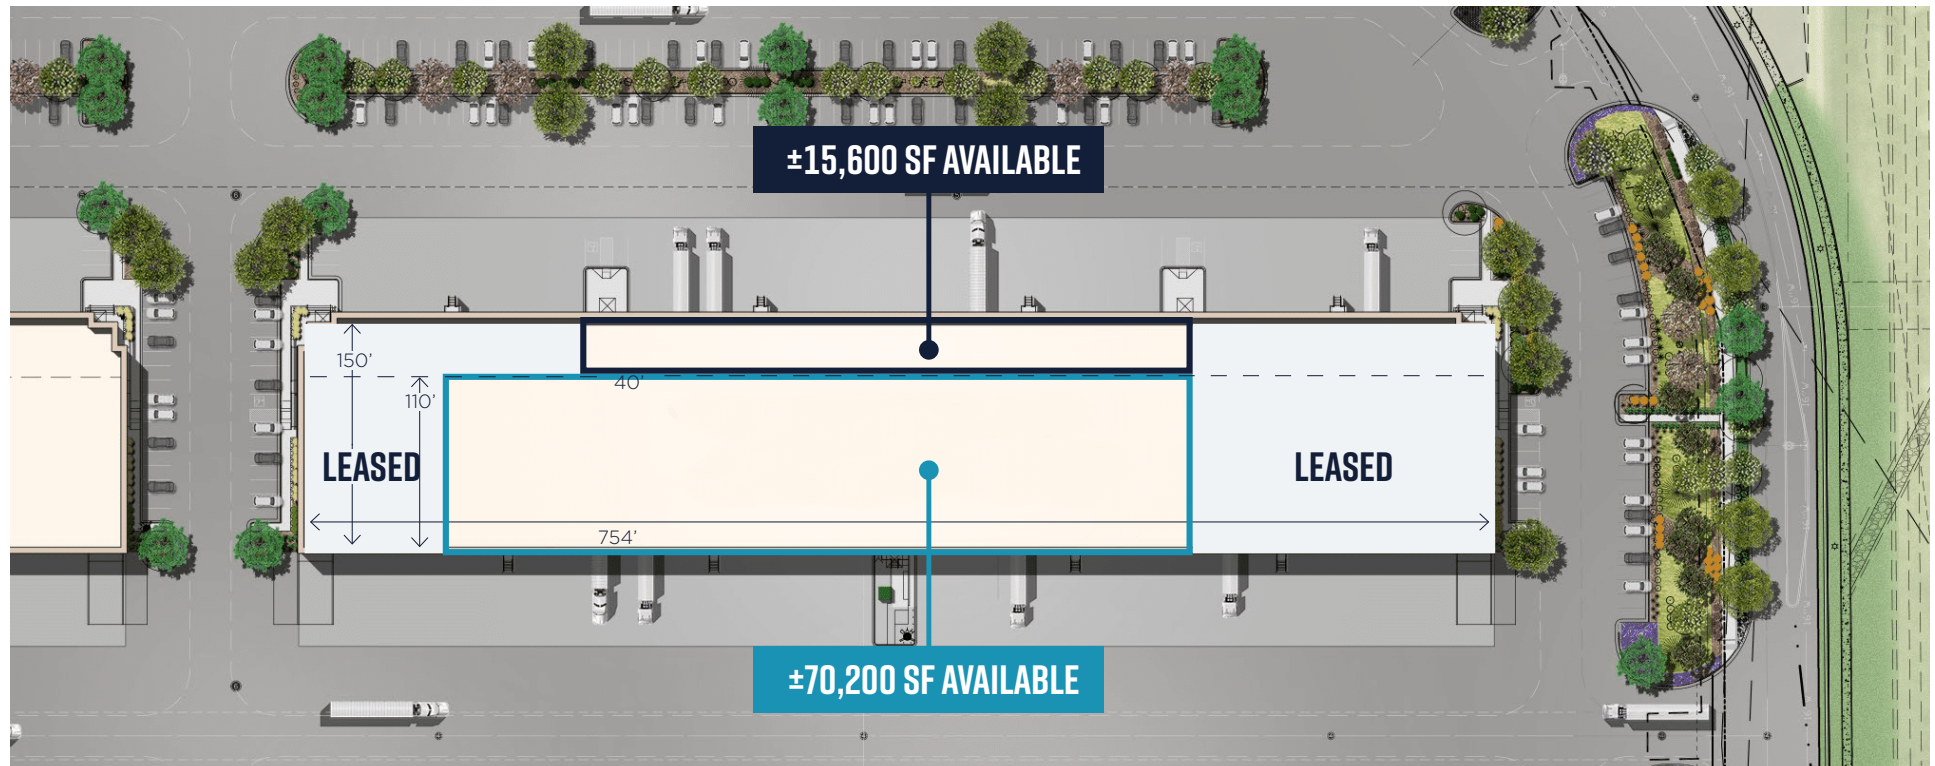 ±15,600 SF AVAILABLE
150'
40'
110'
LEASED
LEASED
754'
±70,200 SF AVAILABLE